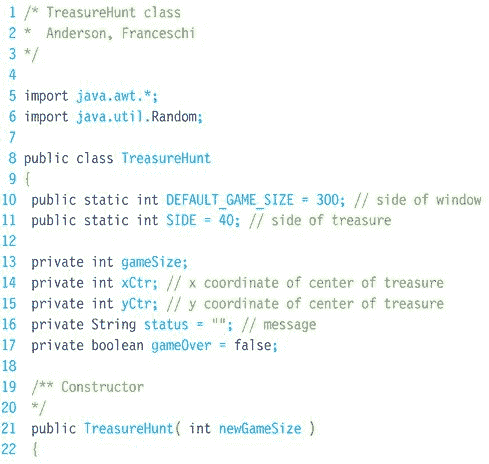 1 /* TreasureHunt class
2 * Anderson, Franceschi
3 */
4
5 import java.awt.*;
6 import java.util.Random;
7
8 public class TreasureHunt
9 {
10 public static int DEFAULT_GAME_SIZE = 300; // side of window
11 public static int SIDE = 40; // side of treasure
12
13 private int gameSize;
14 private int xCtr; // x coordinate of center of treasure
15 private int yCtr; // y coordinate of center of treasure
16 private String status = ""; // message
17 private boolean gameOver = false;
18
19 /** Constructor
20 */
21 public TreasureHunt( int newGameSize )
22 {